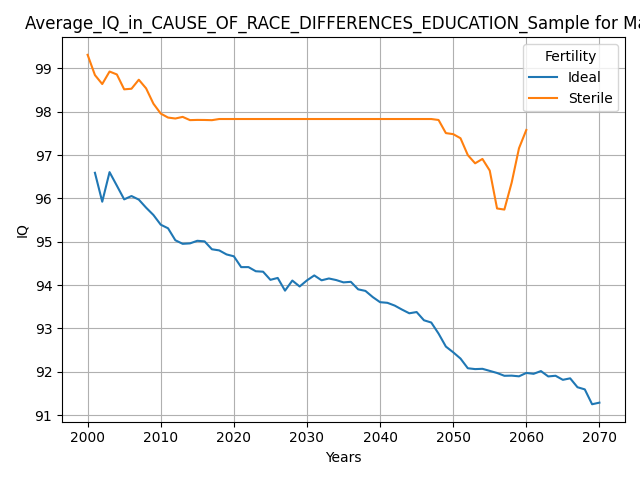 Average_IQ_in_CAUSE_OF_RACE_DIFFERENCES_EDUCATION_Sample for Ma
Fertility
Ideal
Sterile
99
98
97
96
95
94
93
92
91
IQ
2000 2010 2020 2030 2040 2050 2060 2070
Years